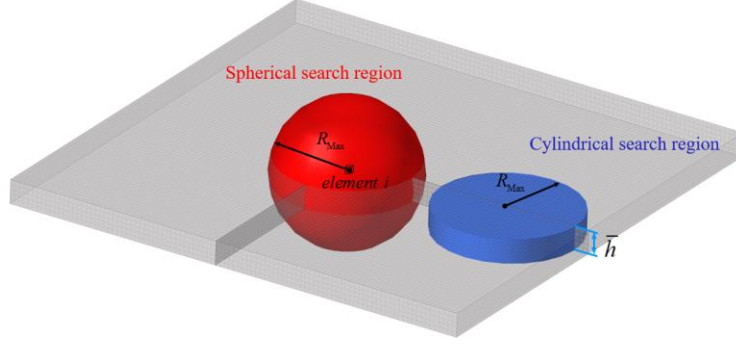 Spherical search region
R_Max
element i
Cylindrical search region
R_Max
h̅